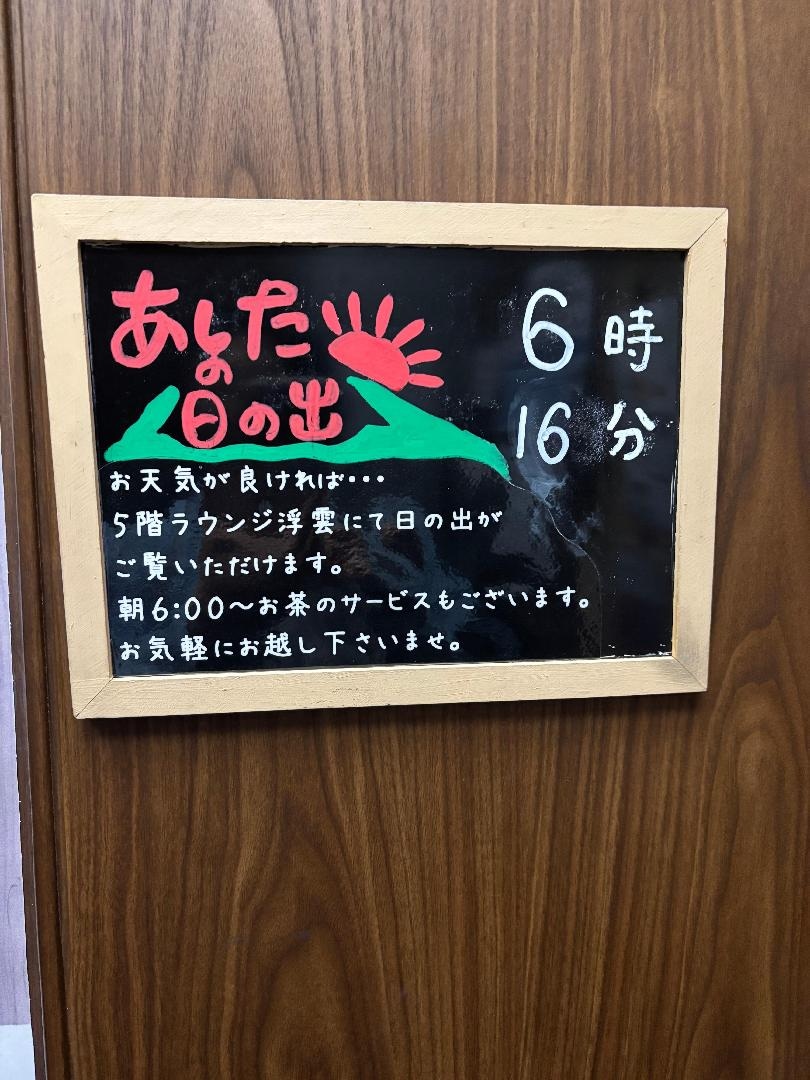 あしたの日の出
6時
16分
お天気が良ければ・・・
5階ラウンジ浮雲にて日の出が
ご覧いただけます。
朝6:00〜お茶のサービスもございます。
お気軽にお越し下さいませ。